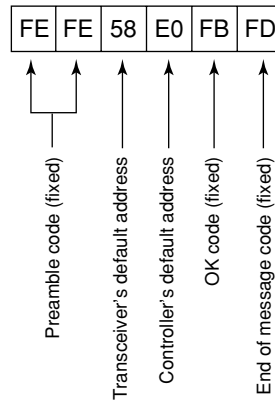 FE FE 58 E0 FB FD
Preamble code (fixed)
Transceiver's default address
Controller's default address
OK code (fixed)
End of message code (fixed)